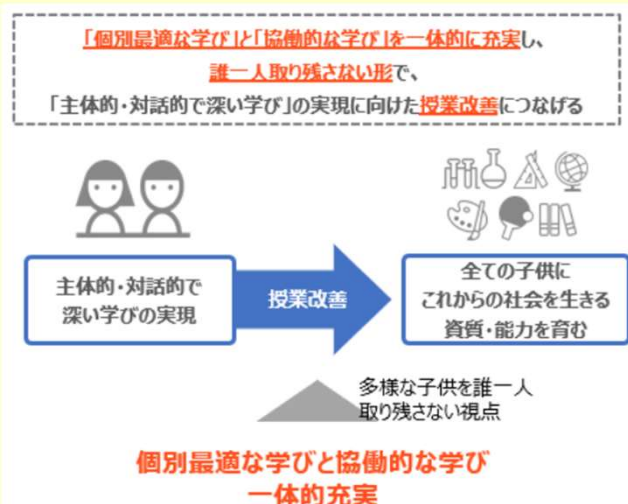 「個別最適な学び」と「協働的な学び」を一体的に充実し、
誰一人取り残さない形で、
「主体的・対話的で深い学び」の実現に向けた授業改善につなげる
主体的・対話的で
深い学びの実現
授業改善
全ての子供に
これからの社会を生きる
資質・能力を育む
多様な子供を誰一人
取り残さない視点
個別最適な学びと協働的な学び
一体的充実